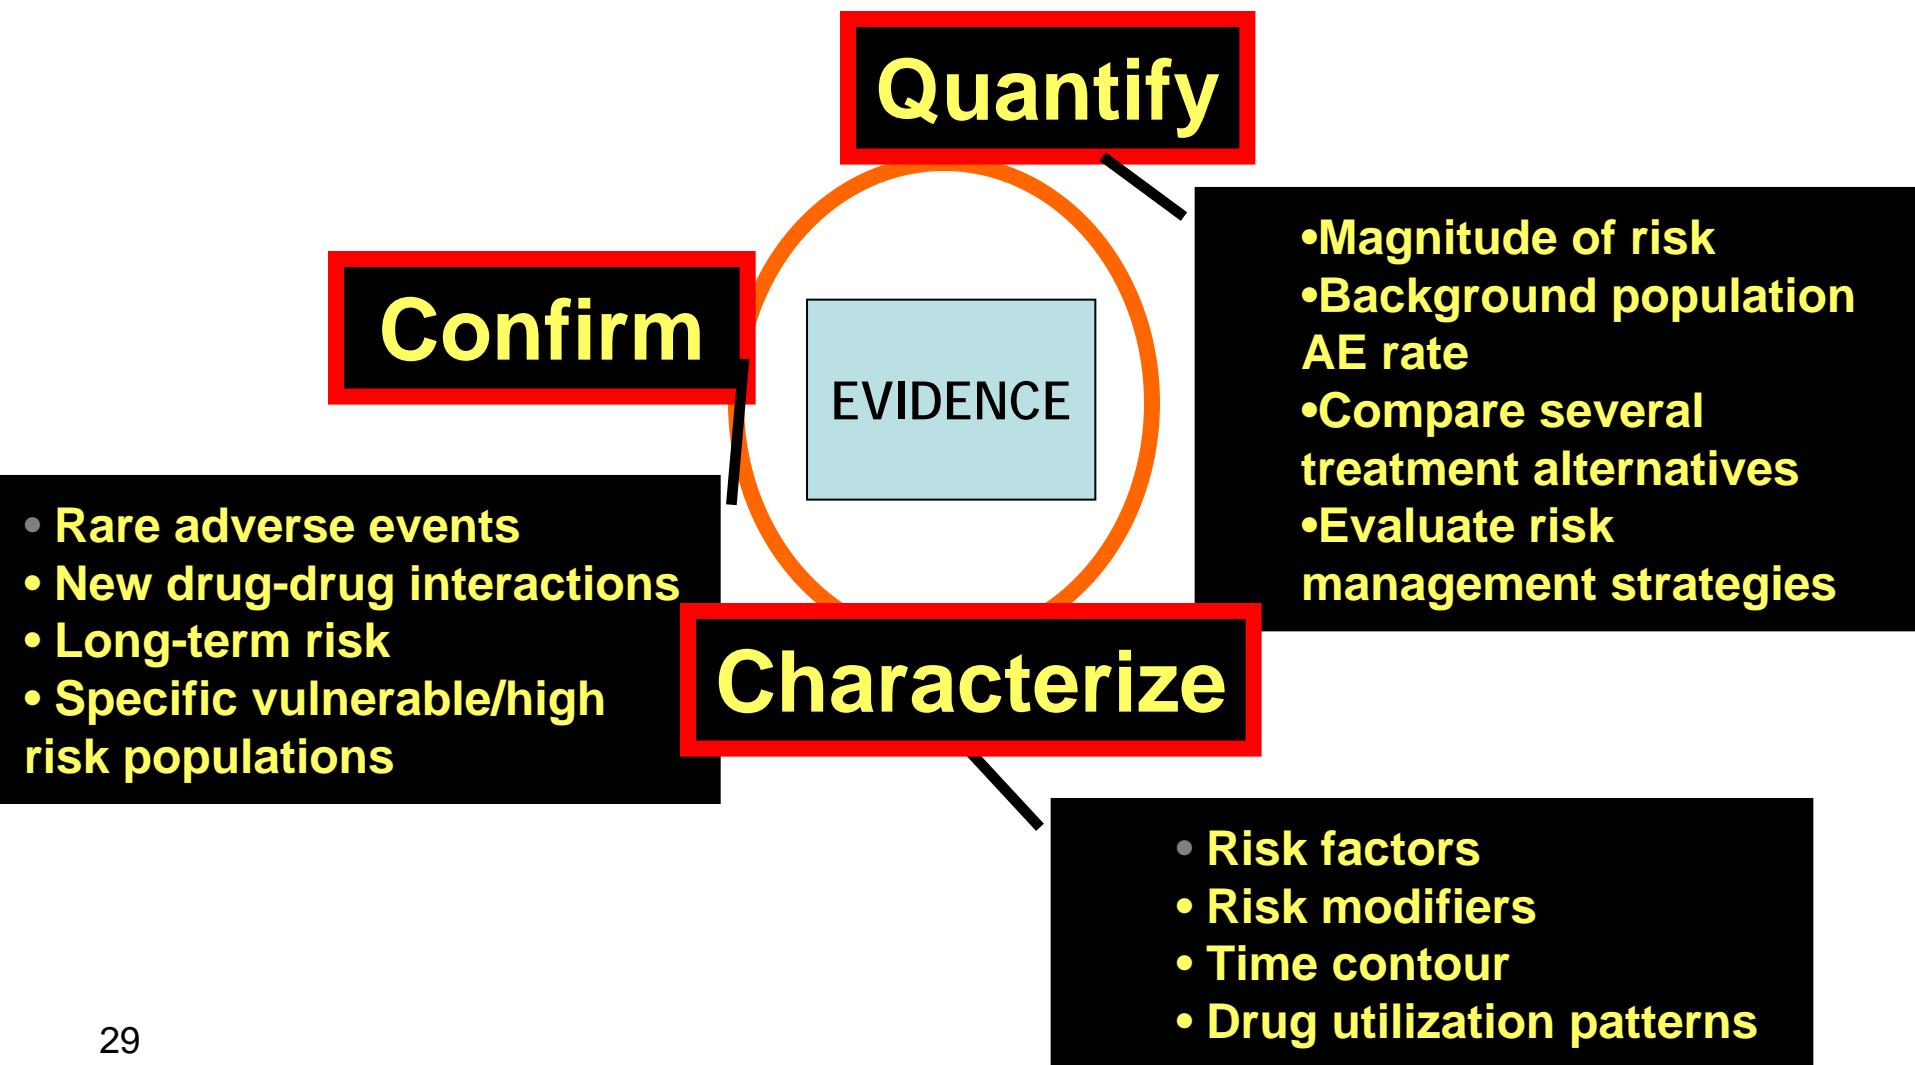 Quantify
•Magnitude of risk
•Background population
AE rate
•Compare several
treatment alternatives
•Evaluate risk
management strategies
Confirm
EVIDENCE
• Rare adverse events
• New drug-drug interactions
• Long-term risk
• Specific vulnerable/high
risk populations
Characterize
• Risk factors
• Risk modifiers
• Time contour
• Drug utilization patterns
29